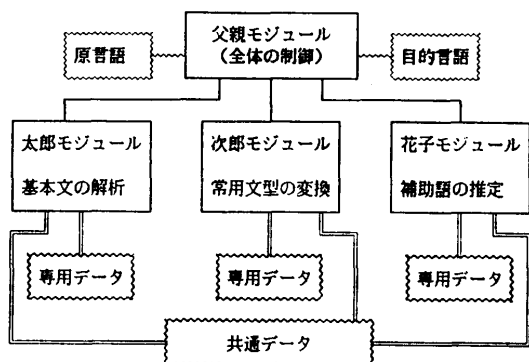 父親モジュール
(全体の制御)
原言語
目的言語
太郎モジュール
基本文の解析
次郎モジュール
常用文型の変換
花子モジュール
補助語の推定
専用データ
専用データ
専用データ
共通データ